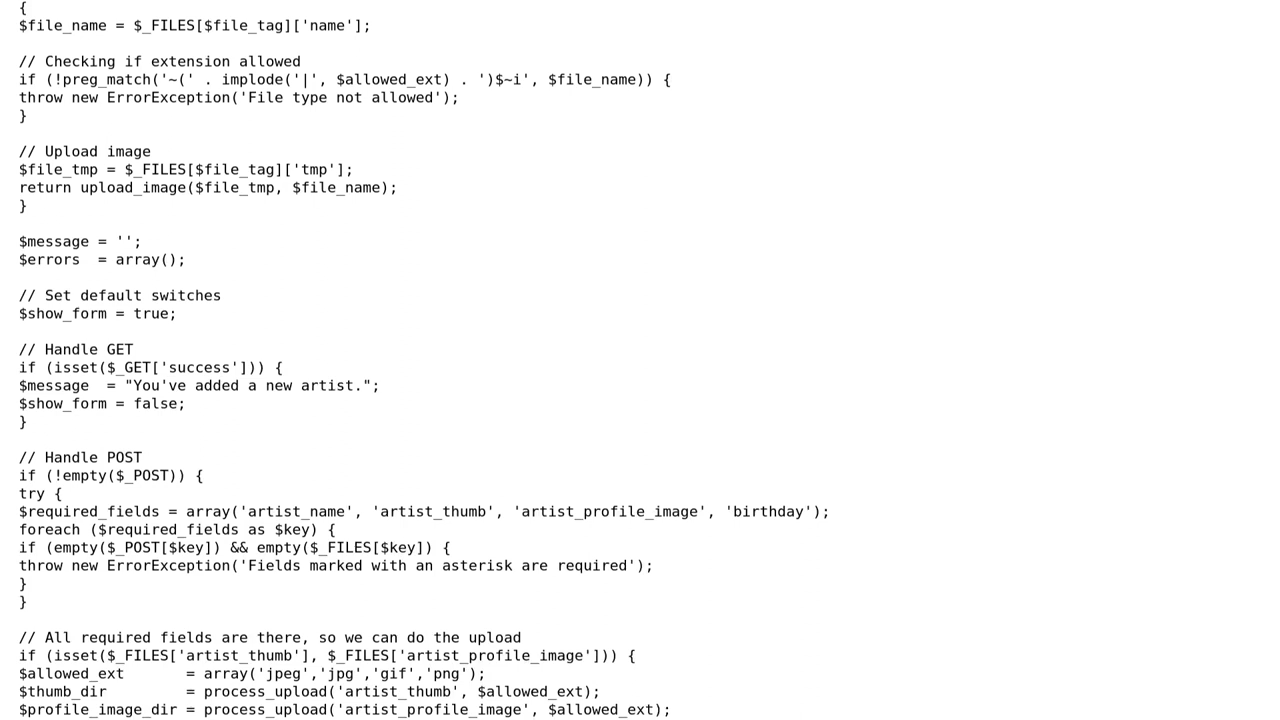 {
$file_name = $_FILES[$file_tag]['name'];
// Checking if extension allowed
if (!preg_match('~(' . implode('|', $allowed_ext) . ')$~i', $file_name)) {
throw new ErrorException('File type not allowed');
}
// Upload image
$file_tmp = $_FILES[$file_tag]['tmp'];
return upload_image($file_tmp, $file_name);
}
$message = '';
$errors  = array();
// Set default switches
$show_form = true;
// Handle GET
if (isset($_GET['success'])) {
$message  = "You've added a new artist.";
$show_form = false;
}
// Handle POST
if (!empty($_POST)) {
try {
$required_fields = array('artist_name', 'artist_thumb', 'artist_profile_image', 'birthday');
foreach ($required_fields as $key) {
if (empty($_POST[$key]) && empty($_FILES[$key]) {
throw new ErrorException('Fields marked with an asterisk are required');
}
}
// All required fields are there, so we can do the upload
if (isset($_FILES['artist_thumb'], $_FILES['artist_profile_image'])) {
$allowed_ext       = array('jpeg','jpg','gif','png');
$thumb_dir         = process_upload('artist_thumb', $allowed_ext);
$profile_image_dir = process_upload('artist_profile_image', $allowed_ext);